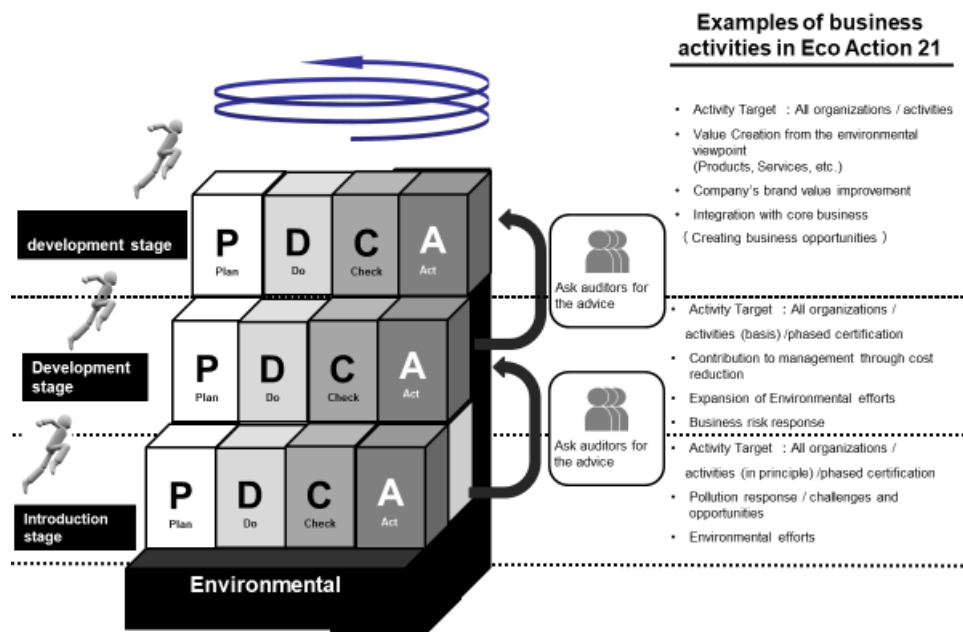 Examples of business
activities in Eco Action 21
• Activity Target : All organizations / activities
• Value Creation from the environmental
viewpoint
(Products, Services, etc.)
• Company's brand value improvement
• Integration with core business
( Creating business opportunities )
development stage
P D C A
Plan Do Check Act
Ask auditors for
the advice
• Activity Target : All organizations /
activities (basis) /phased certification
• Contribution to management through cost
reduction
• Expansion of Environmental efforts
• Business risk response
Development
stage
P D C A
Plan Do Check Act
Ask auditors for
the advice
• Activity Target : All organizations /
activities (in principle) /phased certification
• Pollution response / challenges and
opportunities
• Environmental efforts
Introduction
stage
P D C A
Plan Do Check Act
Environmental